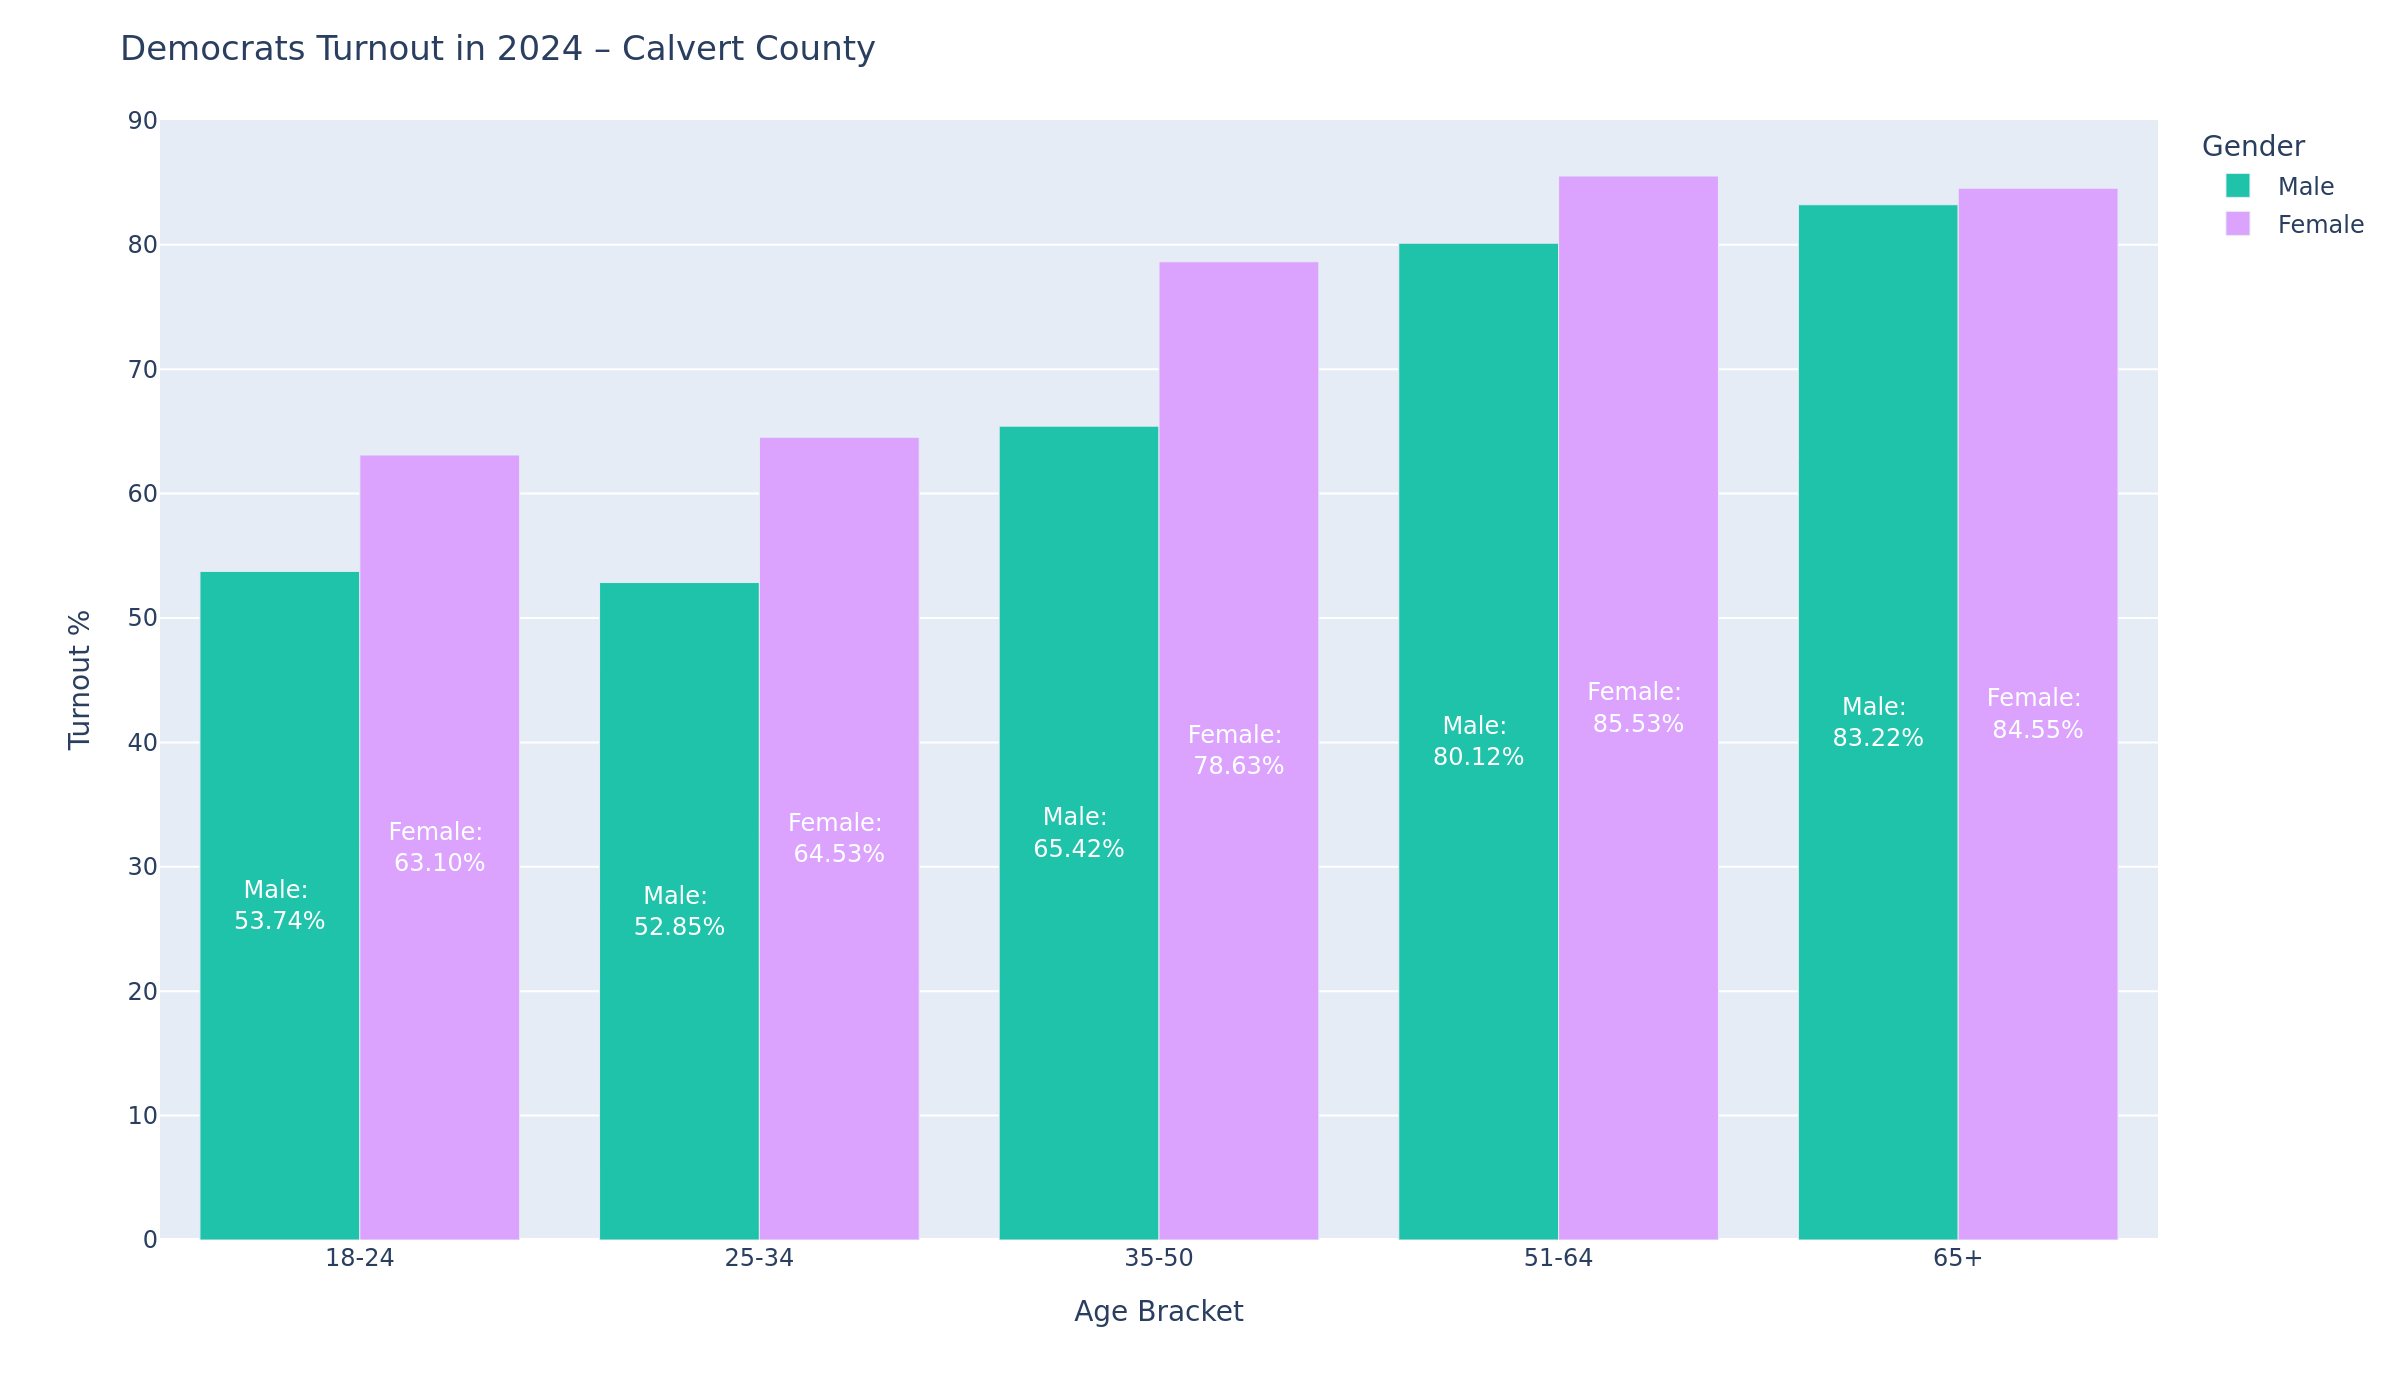 Democrats Turnout in 2024 – Calvert County
Gender
Male
Female
Turnout %
90
80
70
60
50
40
30
20
10
0
Male:
53.74%
Female:
63.10%
Male:
52.85%
Female:
64.53%
Male:
65.42%
Female:
78.63%
Male:
80.12%
Female:
85.53%
Male:
83.22%
Female:
84.55%
18-24
25-34
35-50
51-64
65+
Age Bracket